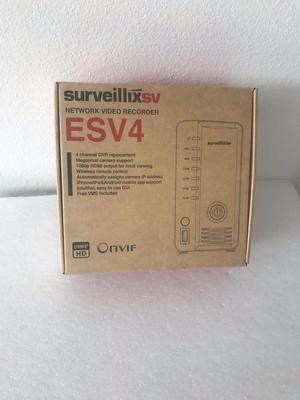 surveillixsv
NETWORK VIDEO RECORDER
ESV4
4 channel DVR replacement
Megapixel camera support
1080p HDMI output for local viewing
Wireless remote control
Automatically assigns camera IP address
iPhone/iPad/Android mobile app support
Intuitive, easy to use GUI
Free VMS included
surveillix
HD
ONVIF